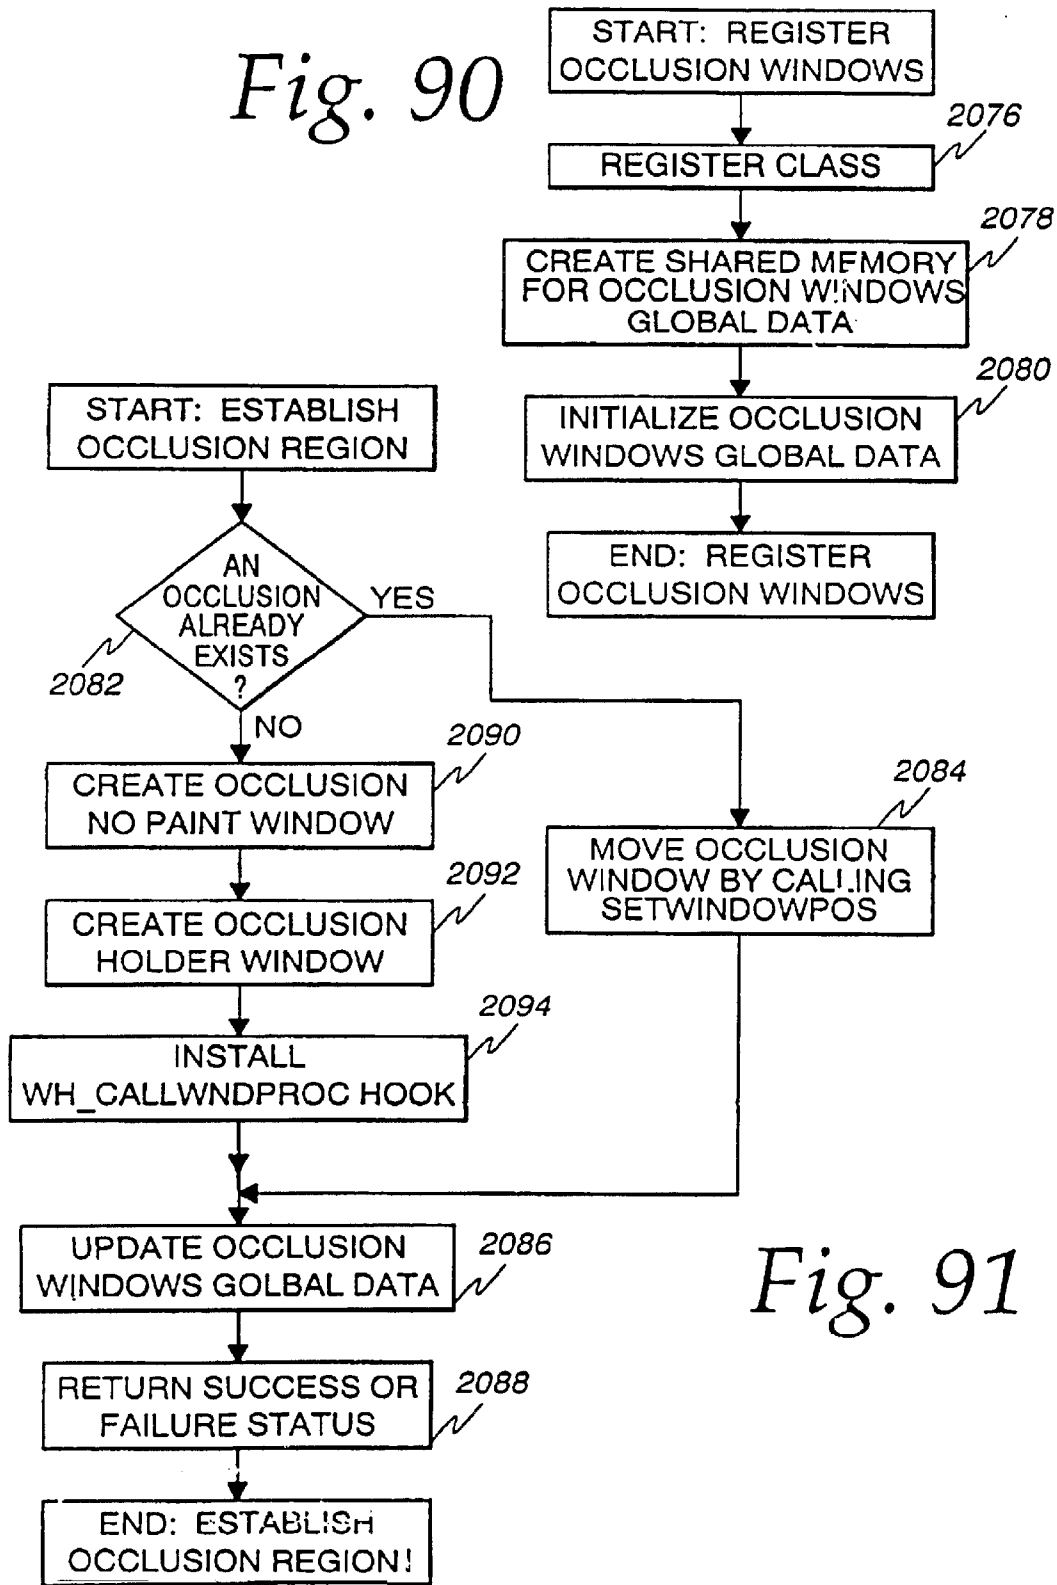 Fig. 90
START: REGISTER
OCCLUSION WINDOWS
2076
REGISTER CLASS
2078
CREATE SHARED MEMORY
FOR OCCLUSION WINDOWS
GLOBAL DATA
2080
INITIALIZE OCCLUSION
WINDOWS GLOBAL DATA
END: REGISTER
OCCLUSION WINDOWS
START: ESTABLISH
OCCLUSION REGION
AN
OCCLUSION
ALREADY
EXISTS
?
YES
2082
NO
2090
CREATE OCCLUSION
NO PAINT WINDOW
2084
MOVE OCCLUSION
WINDOW BY CALLING
SETWINDOWPOS
2092
CREATE OCCLUSION
HOLDER WINDOW
2094
INSTALL
WH_CALLWNDPROC HOOK
UPDATE OCCLUSION
WINDOWS GOLBAL DATA
2086
Fig. 91
RETURN SUCCESS OR
FAILURE STATUS
2088
END: ESTABLISH
OCCLUSION REGION!